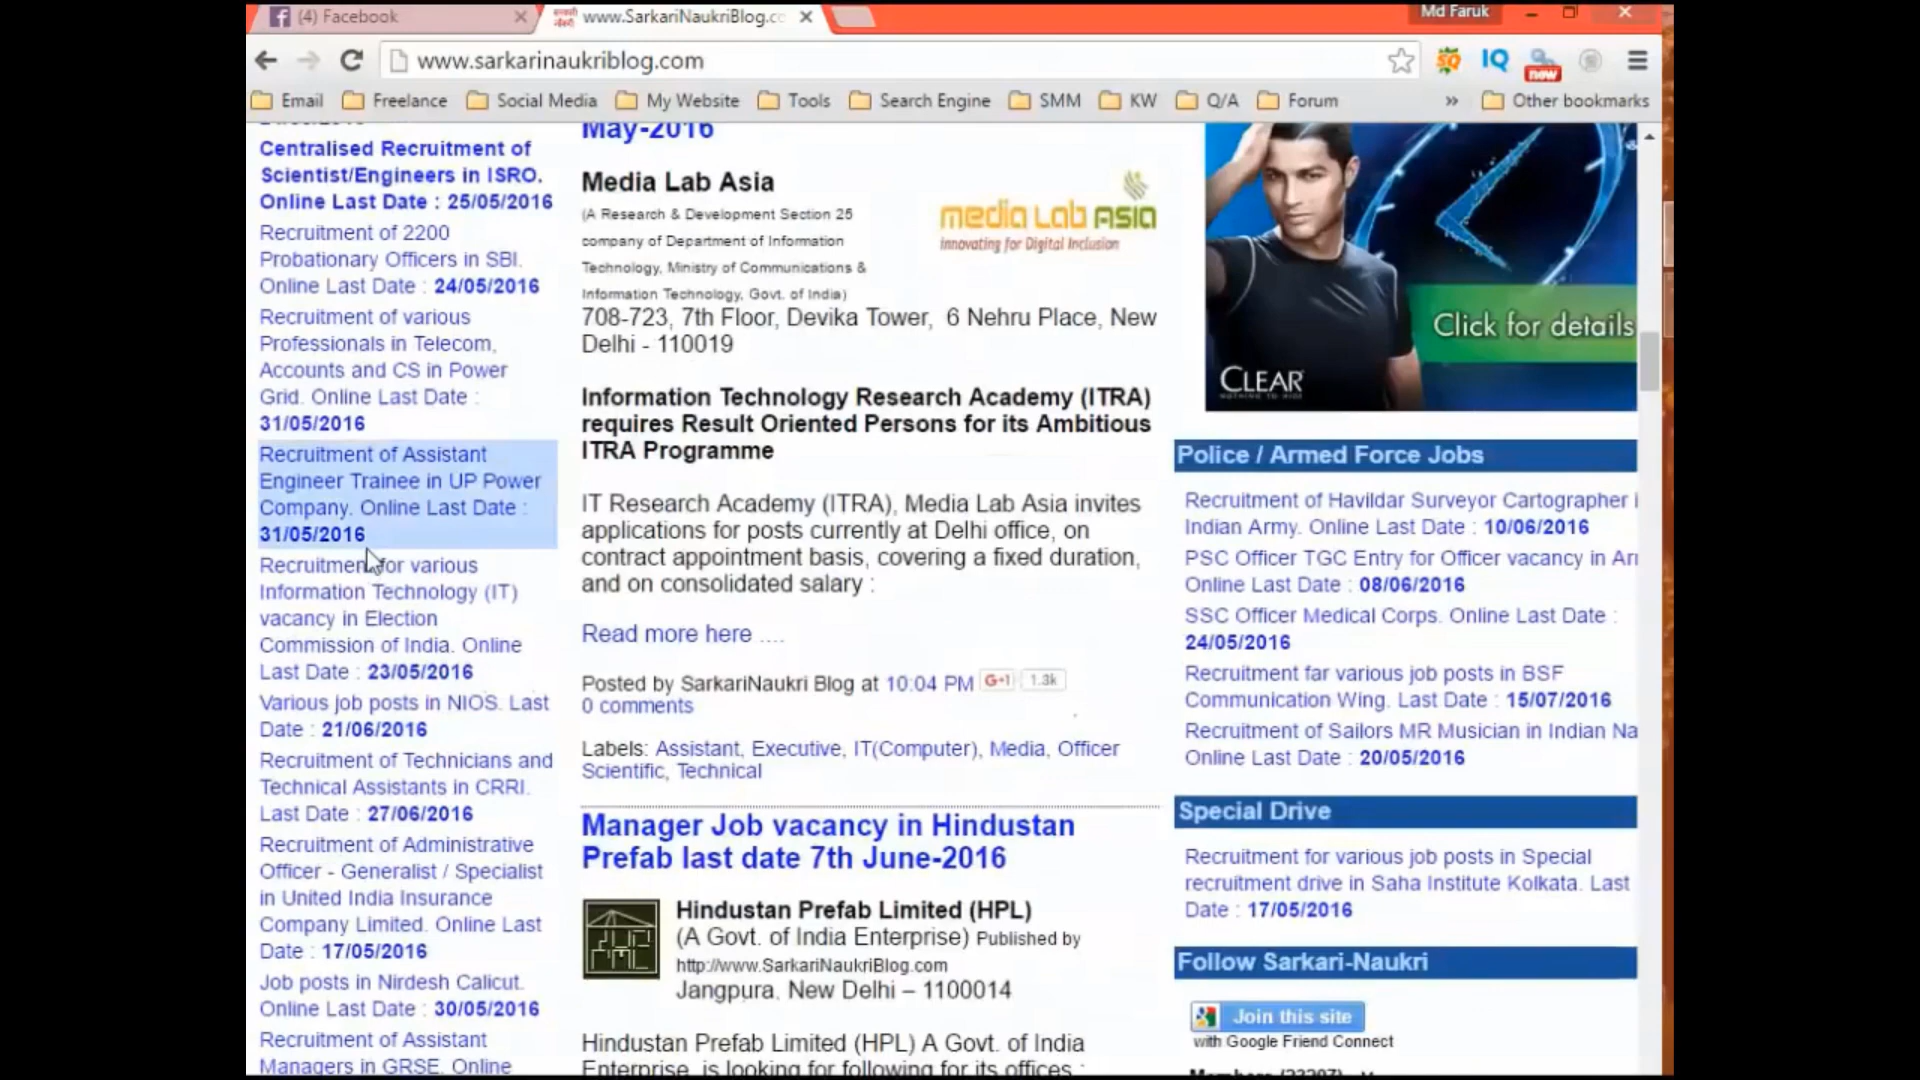 (4) Facebook
www.SarkariNaukriBlog.co
Md Faruk
www.sarkarinaukriblog.com
SQ
IQ
now
Email
Freelance
Social Media
My Website
Tools
Search Engine
SMM
KW
Q/A
Forum
»
Other bookmarks
Centralised Recruitment of
Scientist/Engineers in ISRO.
Online Last Date : 25/05/2016
Recruitment of 2200
Probationary Officers in SBI.
Online Last Date : 24/05/2016
Recruitment of various
Professionals in Telecom,
Accounts and CS in Power
Grid. Online Last Date :
31/05/2016
Recruitment of Assistant
Engineer Trainee in UP Power
Company. Online Last Date :
31/05/2016
Recruitment for various
Information Technology (IT)
vacancy in Election
Commission of India. Online
Last Date : 23/05/2016
Various job posts in NIOS. Last
Date : 21/06/2016
Recruitment of Technicians and
Technical Assistants in CRRI.
Last Date : 27/06/2016
Recruitment of Administrative
Officer - Generalist / Specialist
in United India Insurance
Company Limited. Online Last
Date : 17/05/2016
Job posts in Nirdesh Calicut.
Online Last Date : 30/05/2016
Recruitment of Assistant
Managers in GRSE. Online
May-2016
Media Lab Asia
(A Research & Development Section 25
company of Department of Information
Technology, Ministry of Communications &
Information Technology, Govt. of India)
media Lab Asia
innovating for Digital Inclusion
708-723, 7th Floor, Devika Tower, 6 Nehru Place, New
Delhi - 110019
Information Technology Research Academy (ITRA)
requires Result Oriented Persons for its Ambitious
ITRA Programme
IT Research Academy (ITRA), Media Lab Asia invites
applications for posts currently at Delhi office, on
contract appointment basis, covering a fixed duration,
and on consolidated salary :
Read more here ....
Posted by SarkariNaukri Blog at 10:04 PM G+1 1.3k
0 comments
Labels: Assistant, Executive, IT(Computer), Media, Officer
Scientific, Technical
Manager Job vacancy in Hindustan
Prefab last date 7th June-2016
Hindustan Prefab Limited (HPL)
(A Govt. of India Enterprise) Published by
http://www.SarkariNaukriBlog.com
Jangpura, New Delhi – 1100014
Hindustan Prefab Limited (HPL) A Govt. of India
Enterprise, is looking for following for its offices :
Click for details
CLEAR
Police / Armed Force Jobs
Recruitment of Havildar Surveyor Cartographer i
Indian Army. Online Last Date : 10/06/2016
PSC Officer TGC Entry for Officer vacancy in Arı
Online Last Date : 08/06/2016
SSC Officer Medical Corps. Online Last Date :
24/05/2016
Recruitment far various job posts in BSF
Communication Wing. Last Date : 15/07/2016
Recruitment of Sailors MR Musician in Indian Na
Online Last Date : 20/05/2016
Special Drive
Recruitment for various job posts in Special
recruitment drive in Saha Institute Kolkata. Last
Date : 17/05/2016
Follow Sarkari-Naukri
Join this site
with Google Friend Connect